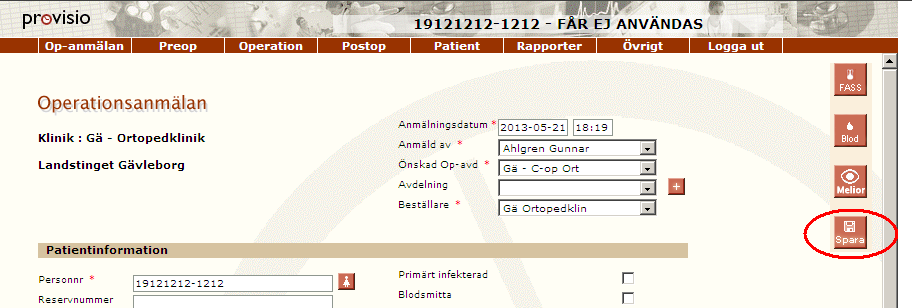 provisio
19121212-1212 - FÅR EJ ANVÄNDAS
Op-anmälan Preop Operation Postop Patient Rapporter Övrigt Logga ut
FASS
Operationsanmälan
Anmälningsdatum * 2013-05-21 18:19
Klinik : Gä - Ortopedklinik
Blod
Anmäld av * Ahlgren Gunnar
Landstinget Gävleborg
Önskad Op-avd * Gä - C-op Ort
Avdelning +
Melior
Beställare * Gä Ortopedklin
Spara
Patientinformation
Personnr * 19121212-1212
Primärt infekterad
Reservnummer
Blodsmitta